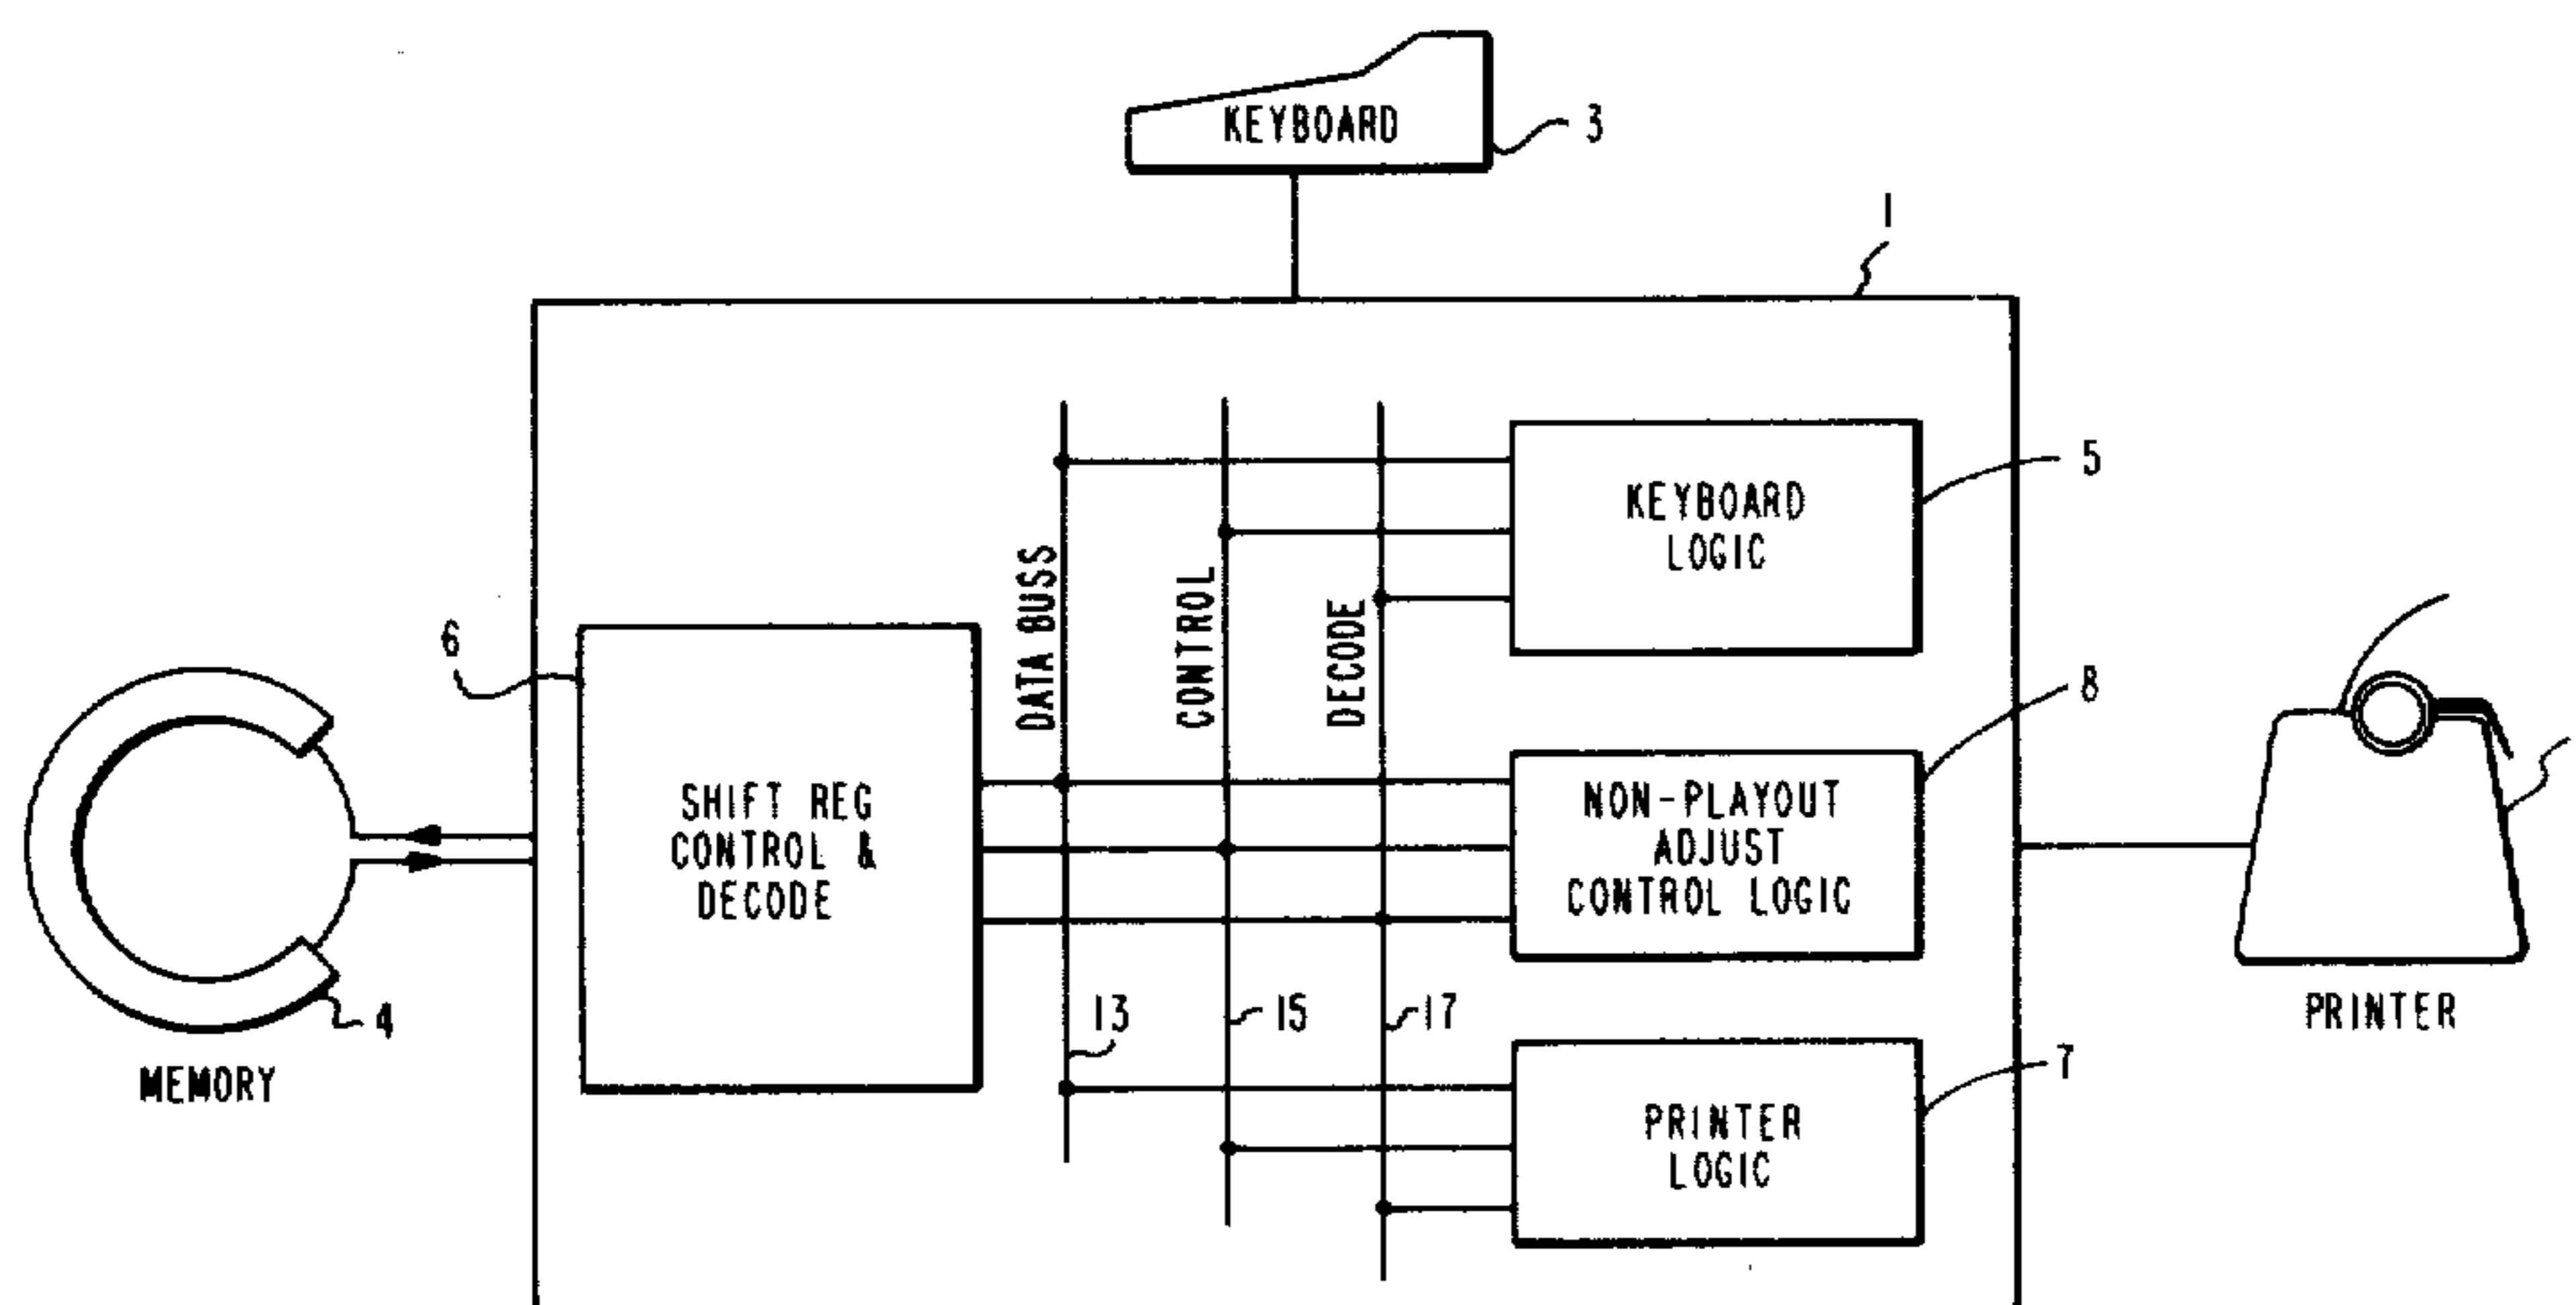 KEYBOARD
3
1
KEYBOARD
LOGIC
5
DATA BUSS
CONTROL
DECODE
6
SHIFT REG
CONTROL &
DECODE
NON-PLAYOUT
ADJUST
CONTROL LOGIC
8
4
MEMORY
13
15
17
PRINTER
LOGIC
7
PRINTER